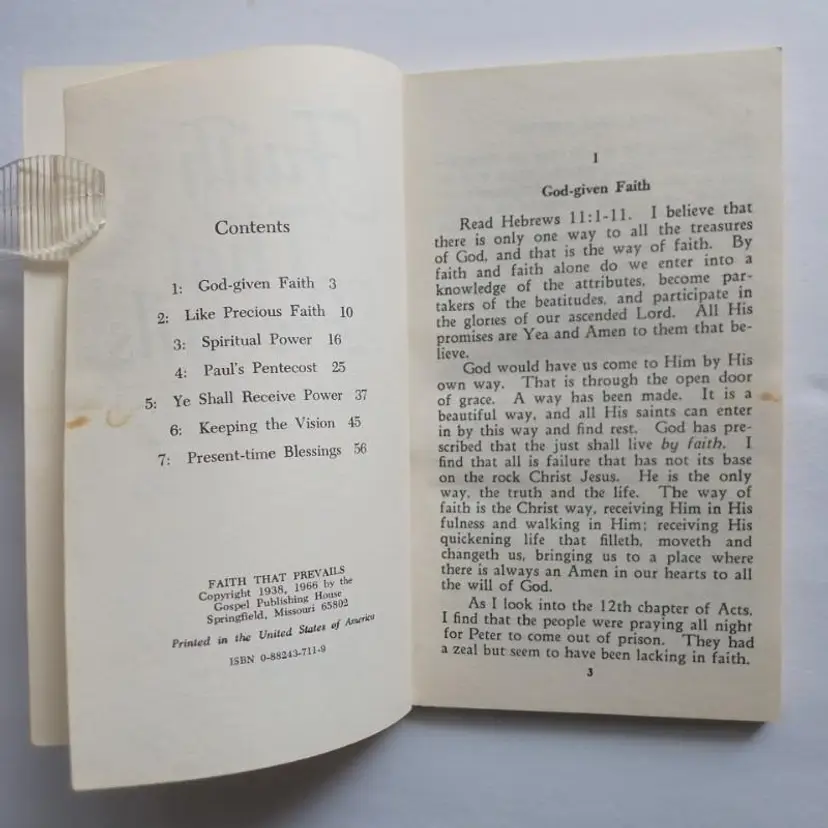 Contents
1: God-given Faith 3
2: Like Precious Faith 10
3: Spiritual Power 16
4: Paul's Pentecost 25
5: Ye Shall Receive Power 37
6: Keeping the Vision 45
7: Present-time Blessings 56
FAITH THAT PREVAILS
Copyright 1938, 1966 by the
Gospel Publishing House
Springfield, Missouri 65802
Printed in the United States of America
ISBN 0-88243-711-9
1
God-given Faith
Read Hebrews 11:1-11. I believe that
there is only one way to all the treasures
of God, and that is the way of faith. By
faith and faith alone do we enter into a
knowledge of the attributes, become par-
takers of the beatitudes, and participate in
the glories of our ascended Lord. All His
promises are Yea and Amen to them that be-
lieve.
God would have us come to Him by His
own way. That is through the open door
of grace. A way has been made. It is a
beautiful way, and all His saints can enter
in by this way and find rest. God has pre-
scribed that the just shall live by faith. I
find that all is failure that has not its base
on the rock Christ Jesus. He is the only
way, the truth and the life. The way of
faith is the Christ way, receiving Him in His
fulness and walking in Him; receiving His
quickening life that filleth, moveth and
changeth us, bringing us to a place where
there is always an Amen in our hearts to all
the will of God.
As I look into the 12th chapter of Acts,
I find that the people were praying all night
for Peter to come out of prison. They had
a zeal but seem to have been lacking in faith.
3